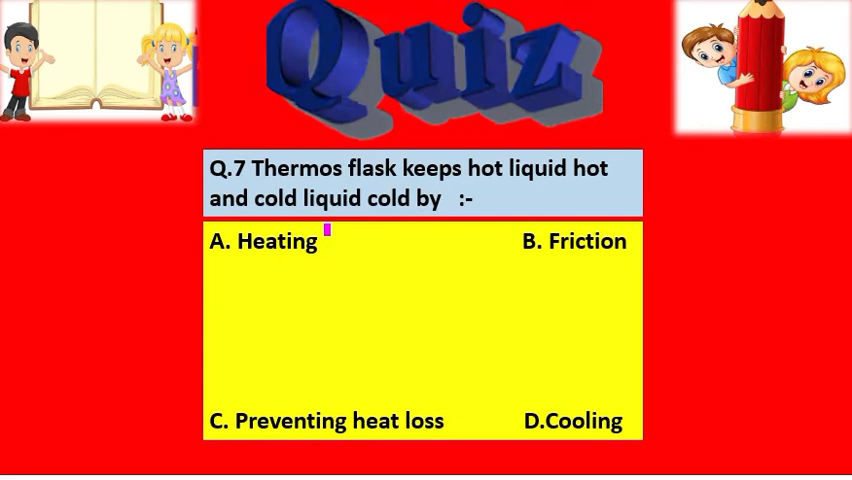 Quiz
Q.7 Thermos flask keeps hot liquid hot
and cold liquid cold by :-
A. Heating B. Friction
C. Preventing heat loss D.Cooling